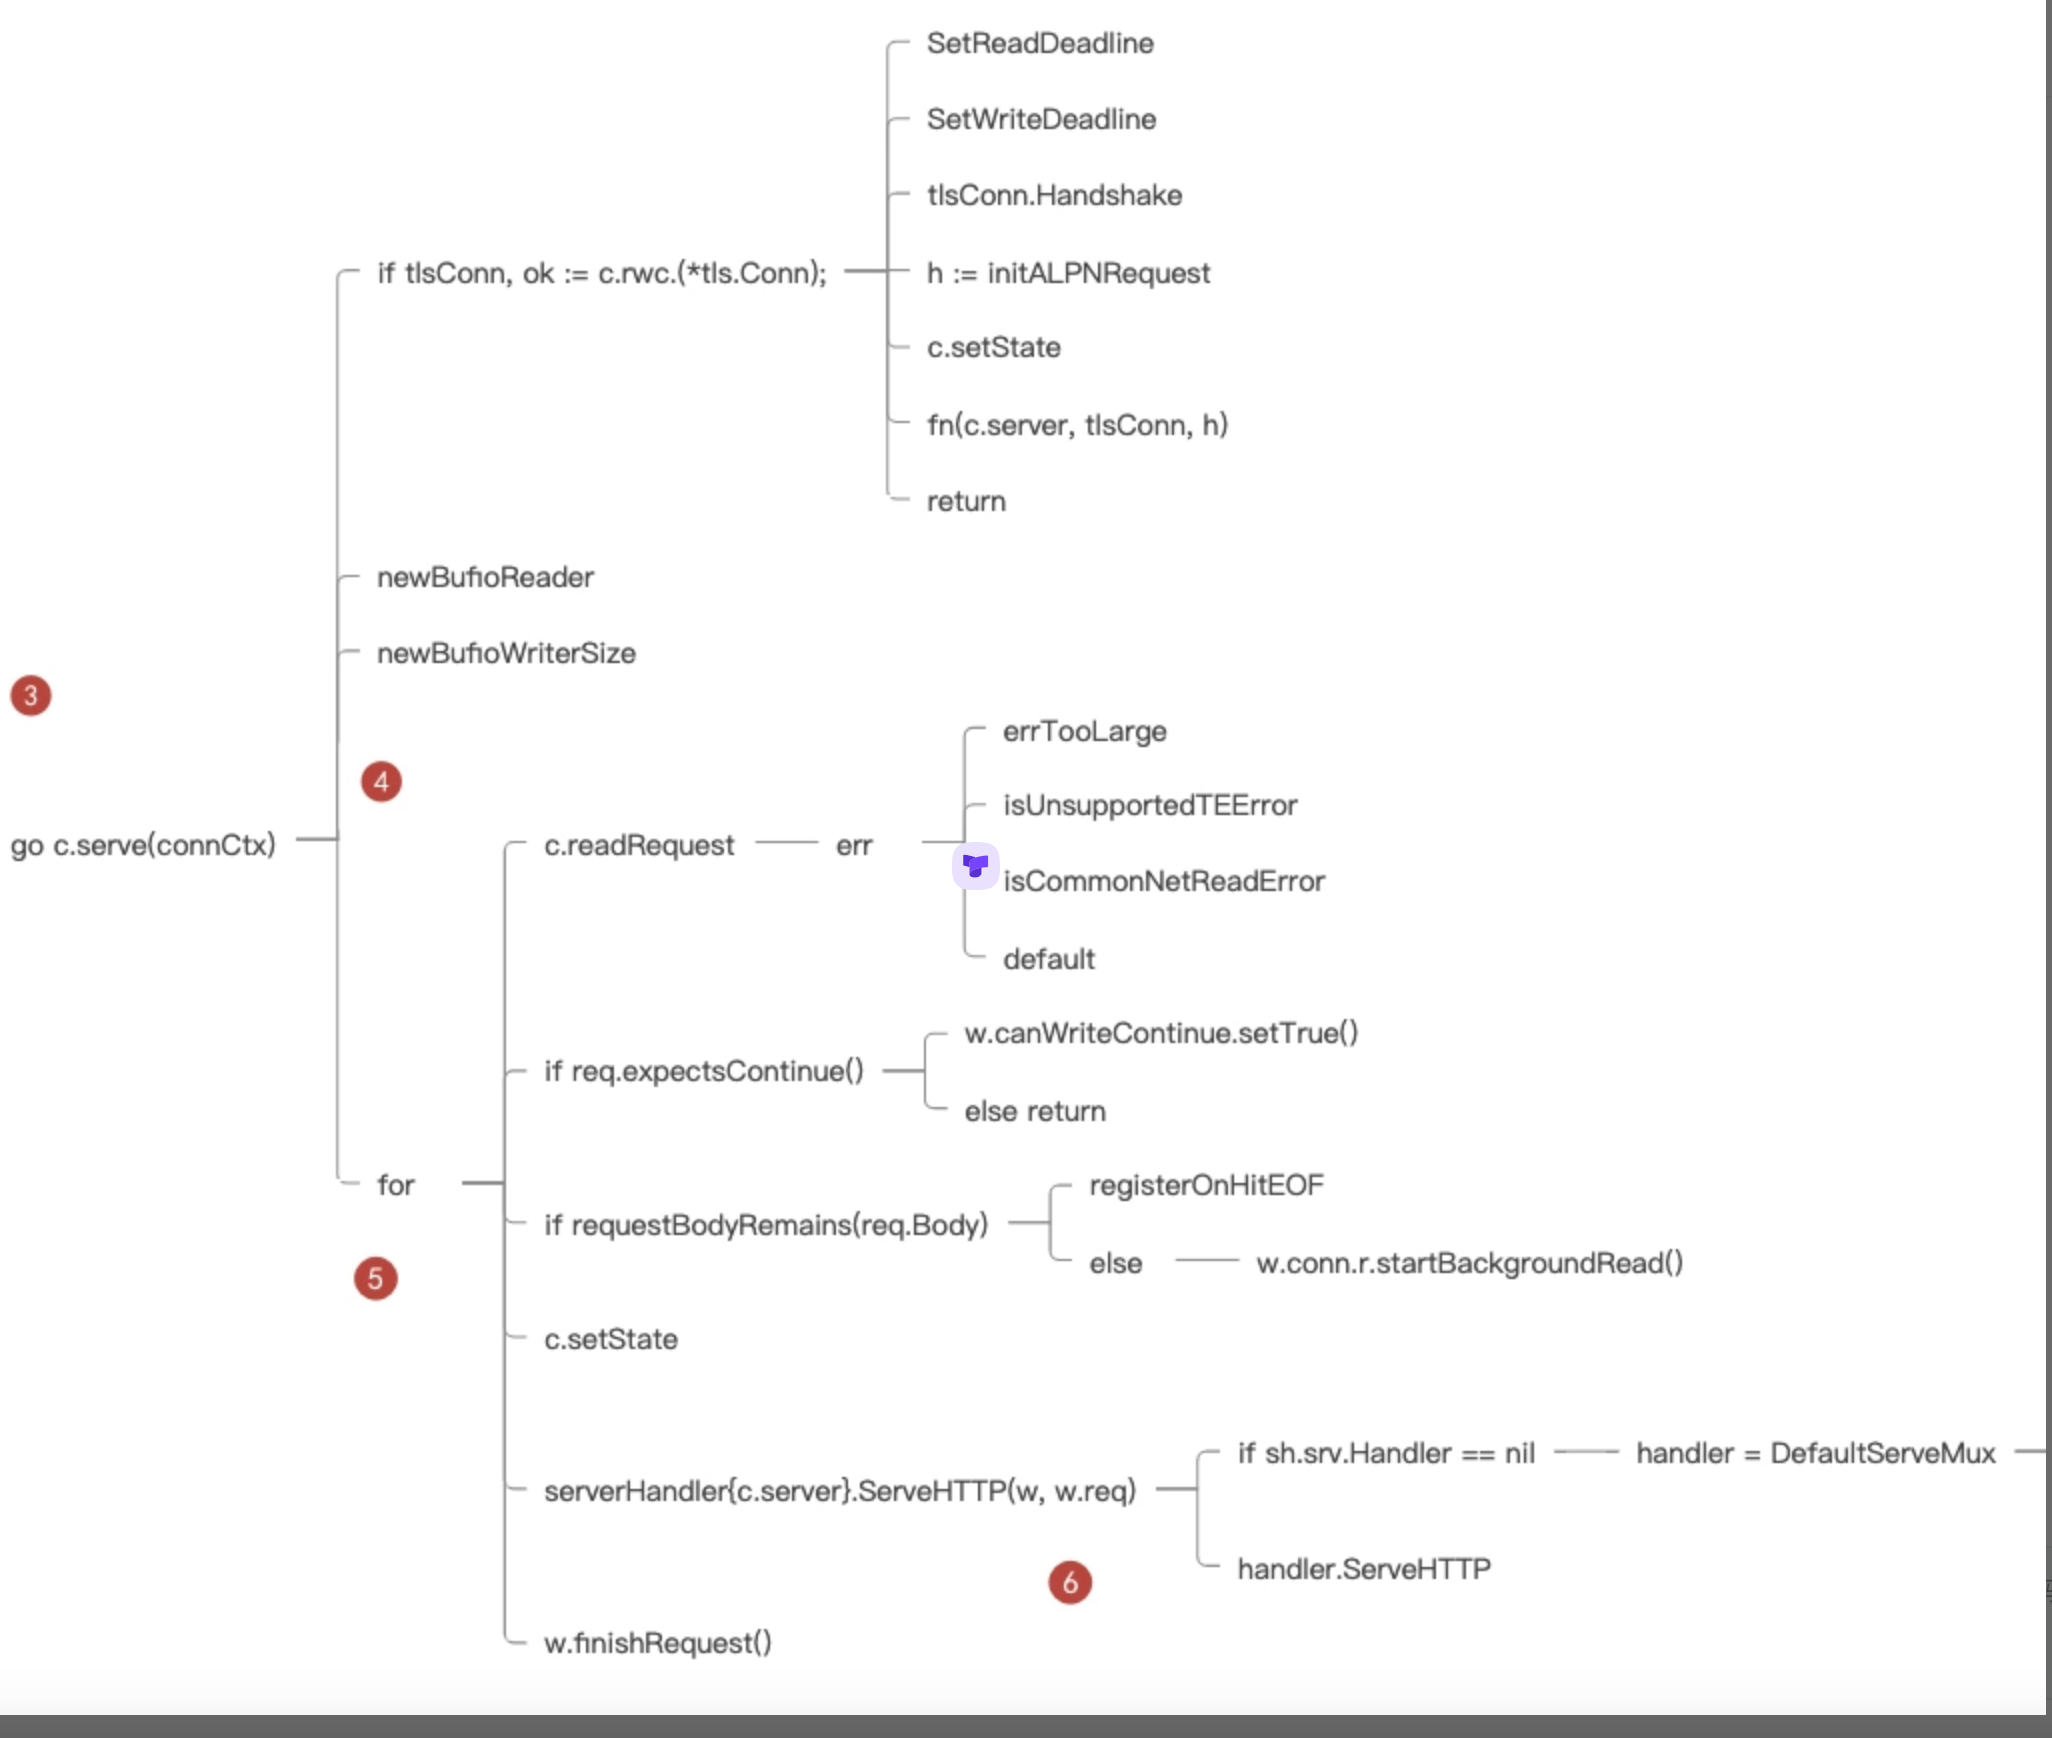 SetReadDeadline
SetWriteDeadline
tlsConn.Handshake
if tlsConn, ok := c.rwc.(*tls.Conn);
h := initALPNRequest
c.setState
fn(c.server, tlsConn, h)
return
newBufioReader
newBufioWriterSize
3
4
go c.serve(connCtx)
errTooLarge
isUnsupportedTEError
c.readRequest
err
isCommonNetReadError
default
w.canWriteContinue.setTrue()
if req.expectsContinue()
else return
for
registerOnHitEOF
if requestBodyRemains(req.Body)
else
w.conn.r.startBackgroundRead()
5
c.setState
if sh.srv.Handler == nil
handler = DefaultServeMux
serverHandler{c.server}.ServeHTTP(w, w.req)
handler.ServeHTTP
6
w.finishRequest()